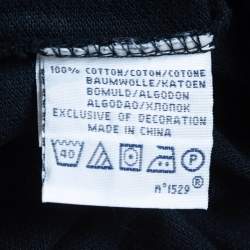 100% COTTON/COTON/COTONE
BAUMWOLLE/KATOEN
BOMULD/ALGODON
ALGODAO/ХЛОПОК
EXCLUSIVE OF DECORATION
MADE IN CHINA
40 P
N°1529 ®